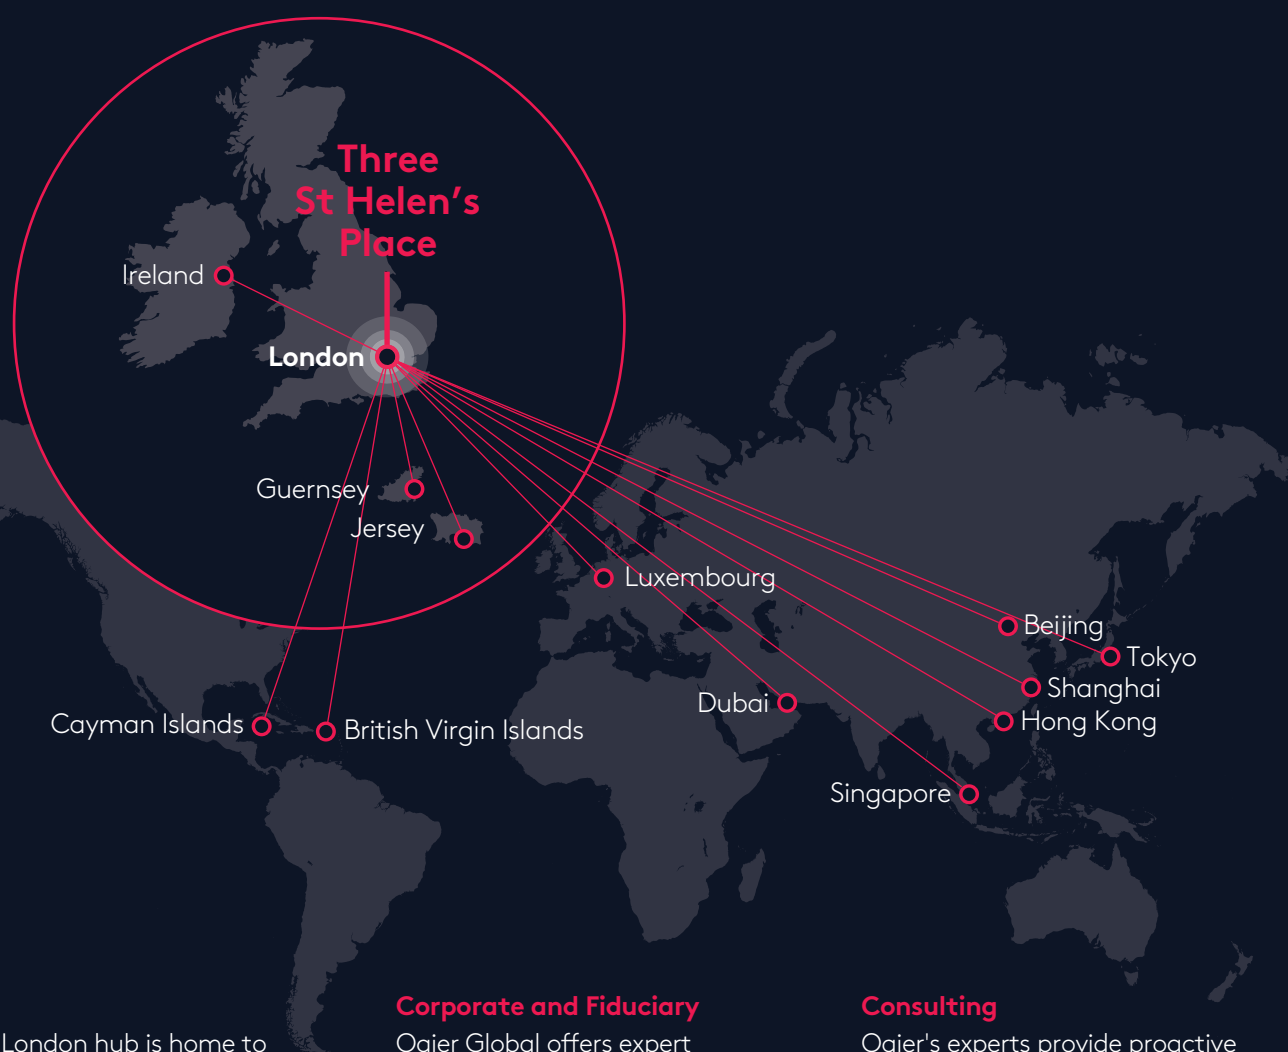 Three
St Helen’s
Place
Ireland
London
Guernsey
Jersey
Luxembourg
Beijing
Tokyo
Shanghai
Dubai
Hong Kong
Cayman Islands
British Virgin Islands
Singapore
London hub is home to
Corporate and Fiduciary
Ogier Global offers expert
Consulting
Ogier's experts provide proactive